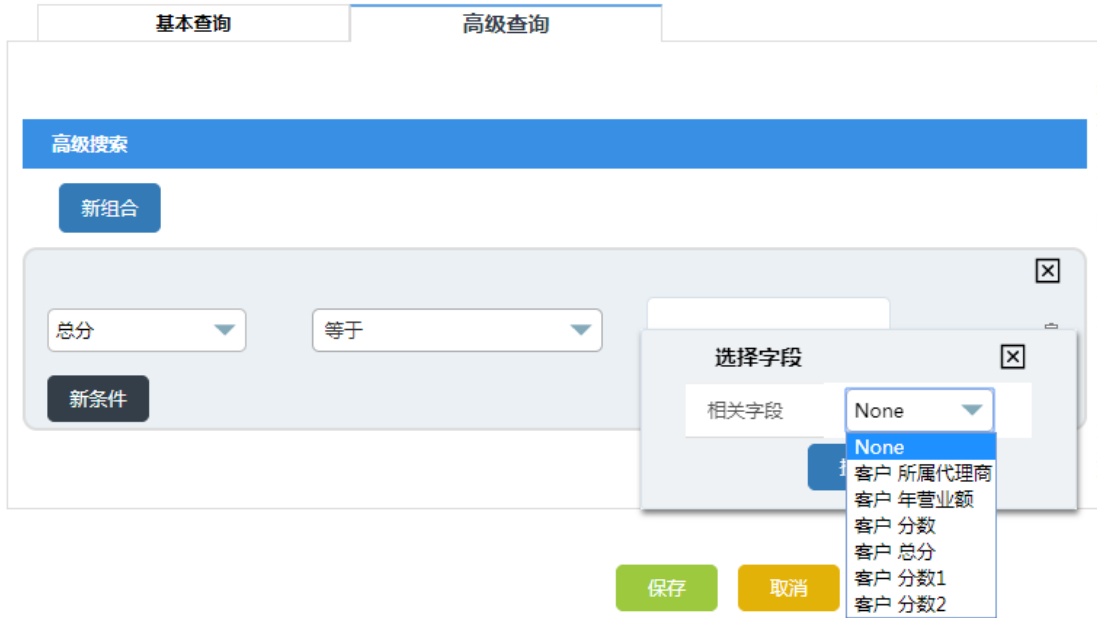 基本查询
高级查询
高级搜索
新组合
总分
等于
选择字段
新条件
相关字段
None
None
客户 所属代理商
客户 年营业额
客户 分数
客户 总分
客户 分数1
客户 分数2
保存
取消